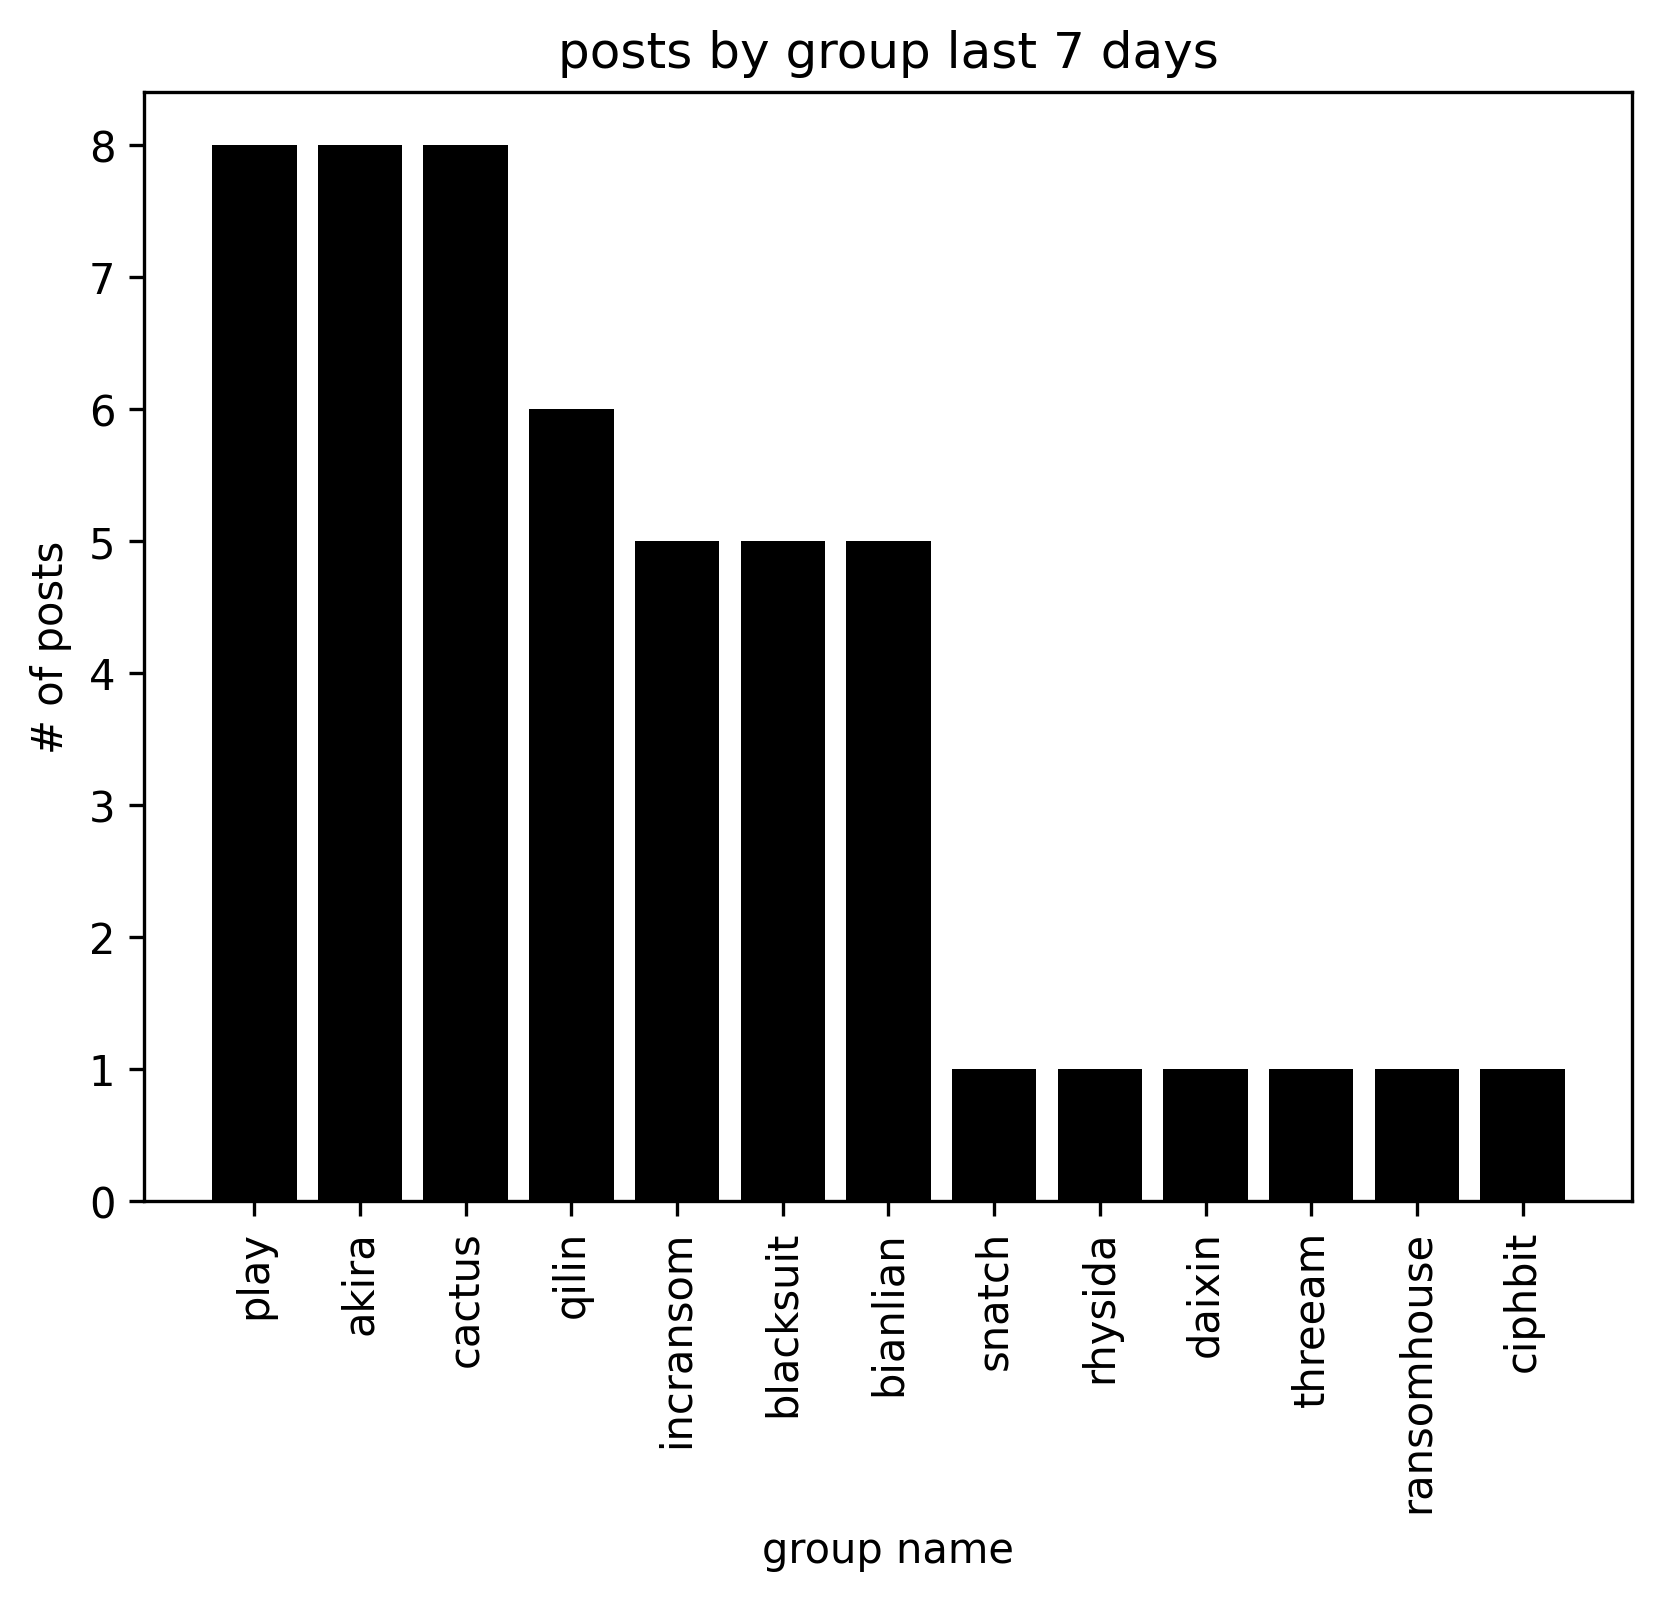 posts by group last 7 days
# of posts
8
7
6
5
4
3
2
1
0
play
akira
cactus
qilin
incransom
blacksuit
bianlian
snatch
rhysida
daixin
threeam
ransomhouse
ciphbit
group name